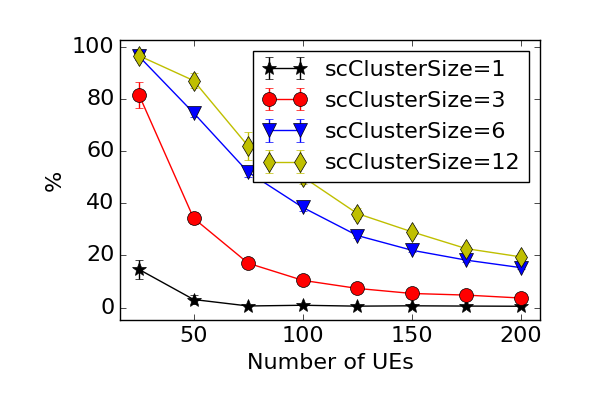 100
80
60
40
20
0
%
scClusterSize=1
scClusterSize=3
scClusterSize=6
scClusterSize=12
50 100 150 200
Number of UEs